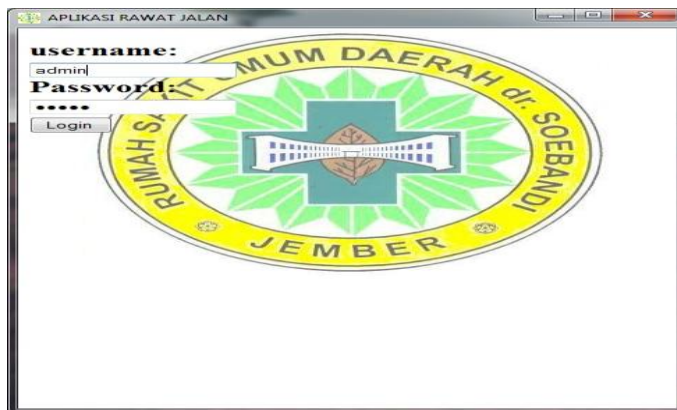 APLIKASI RAWAT JALAN
username:
admin
Password:
•••••
Login
RUMAH SAKIT UMUM DAERAH dr. SOEBANDI
JEMBER